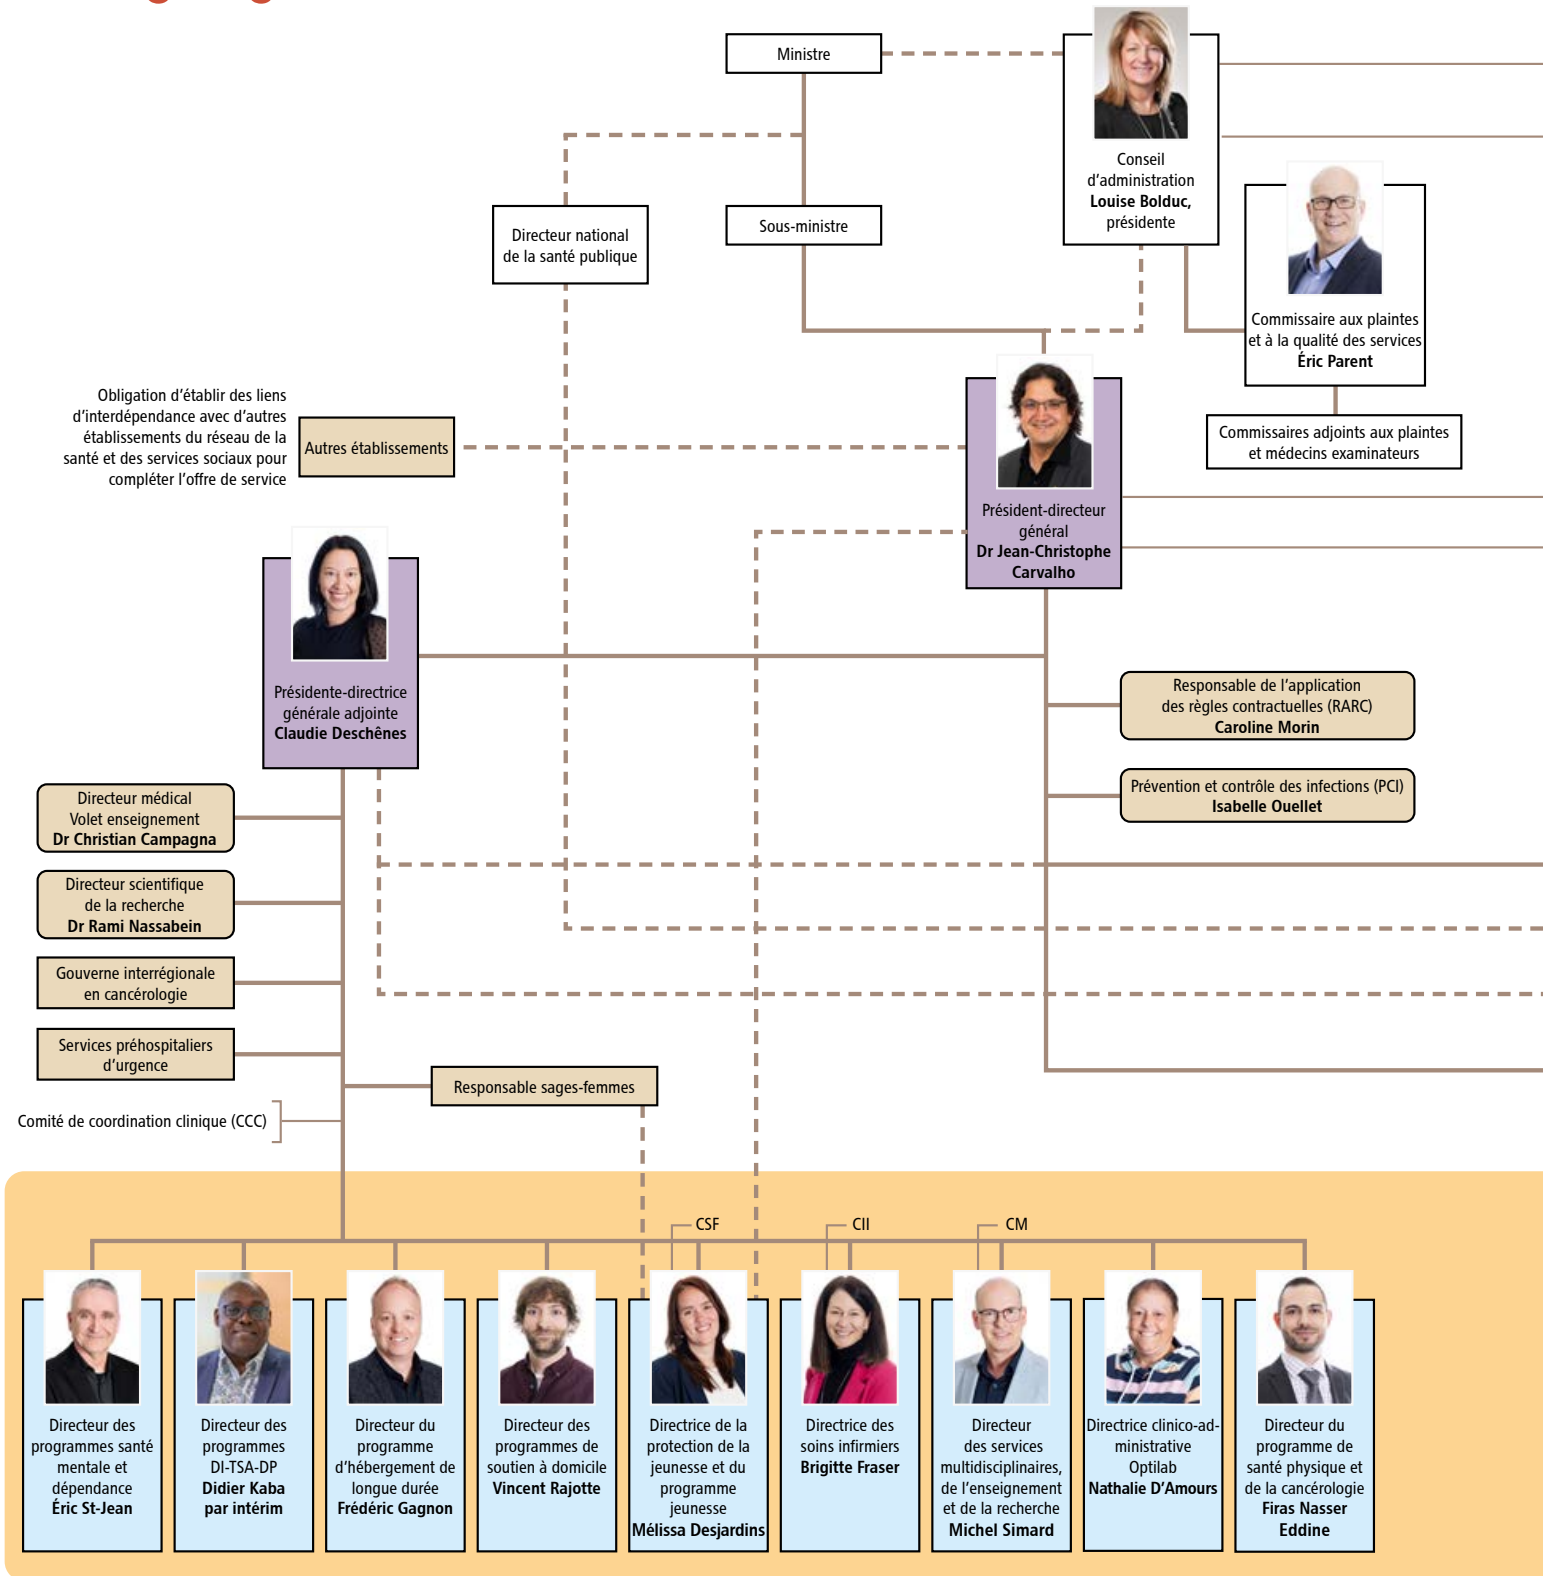 Ministre
Conseil
d'administration
Louise Bolduc,
présidente
Directeur national
de la santé publique
Sous-ministre
Commissaire aux plaintes
et à la qualité des services
Éric Parent
Commissaires adjoints aux plaintes
et médecins examinateurs
Obligation d'établir des liens
d'interdépendance avec d'autres
établissements du réseau de la
santé et des services sociaux pour
compléter l'offre de service
Autres établissements
Président-directeur
général
Dr Jean-Christophe
Carvalho
Présidente-directrice
générale adjointe
Claudie Deschênes
Responsable de l'application
des règles contractuelles (RARC)
Caroline Morin
Prévention et contrôle des infections (PCI)
Isabelle Ouellet
Directeur médical
Volet enseignement
Dr Christian Campagna
Directeur scientifique
de la recherche
Dr Rami Nassabein
Gouverne interrégionale
en cancérologie
Services préhospitaliers
d'urgence
Responsable sages-femmes
Comité de coordination clinique (CCC)
CSF
CII
CM
Directeur des
programmes santé
mentale et
dépendance
Éric St-Jean
Directeur des
programmes
DI-TSA-DP
Didier Kaba
par intérim
Directeur du
programme
d'hébergement de
longue durée
Frédéric Gagnon
Directeur des
programmes de
soutien à domicile
Vincent Rajotte
Directrice de la
protection de la
jeunesse et du
programme
jeunesse
Mélissa Desjardins
Directrice des
soins infirmiers
Brigitte Fraser
Directeur
des services
multidisciplinaires,
de l'enseignement
et de la recherche
Michel Simard
Directrice clinico-ad-
ministrative
Optilab
Nathalie D'Amours
Directeur du
programme de
santé physique et
de la cancérologie
Firas Nasser
Eddine